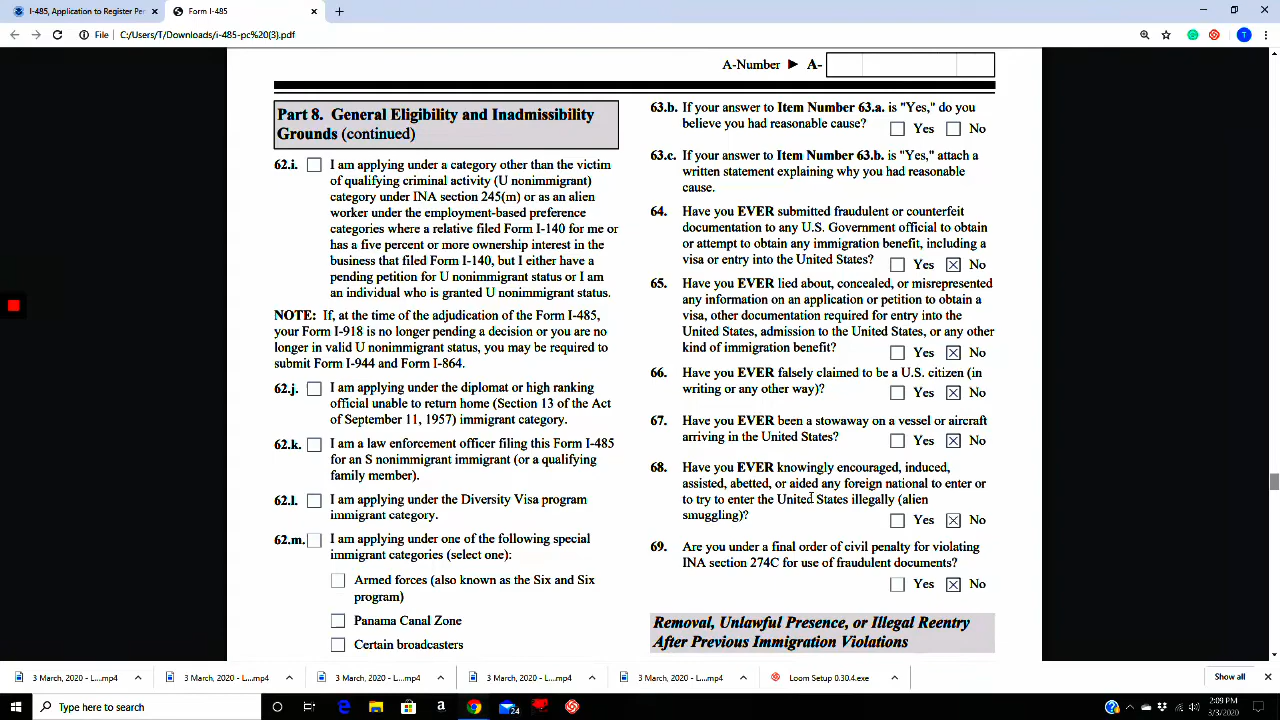 I-485, Application to Register Per
Form I-485
File
C:/Users/T/Downloads/i-485-pc%20(3).pdf
T
A-Number ► A-
Part 8. General Eligibility and Inadmissibility
Grounds (continued)
62.i. I am applying under a category other than the victim
of qualifying criminal activity (U nonimmigrant)
category under INA section 245(m) or as an alien
worker under the employment-based preference
categories where a relative filed Form I-140 for me or
has a five percent or more ownership interest in the
business that filed Form I-140, but I either have a
pending petition for U nonimmigrant status or I am
an individual who is granted U nonimmigrant status.
NOTE: If, at the time of the adjudication of the Form I-485,
your Form I-918 is no longer pending a decision or you are no
longer in valid U nonimmigrant status, you may be required to
submit Form I-944 and Form I-864.
62.j. I am applying under the diplomat or high ranking
official unable to return home (Section 13 of the Act
of September 11, 1957) immigrant category.
62.k. I am a law enforcement officer filing this Form I-485
for an S nonimmigrant immigrant (or a qualifying
family member).
62.l. I am applying under the Diversity Visa program
immigrant category.
62.m. I am applying under one of the following special
immigrant categories (select one):
Armed forces (also known as the Six and Six
program)
Panama Canal Zone
Certain broadcasters
63.b. If your answer to Item Number 63.a. is "Yes," do you
believe you had reasonable cause? Yes No
63.c. If your answer to Item Number 63.b. is "Yes," attach a
written statement explaining why you had reasonable
cause.
64. Have you EVER submitted fraudulent or counterfeit
documentation to any U.S. Government official to obtain
or attempt to obtain any immigration benefit, including a
visa or entry into the United States? Yes No
65. Have you EVER lied about, concealed, or misrepresented
any information on an application or petition to obtain a
visa, other documentation required for entry into the
United States, admission to the United States, or any other
kind of immigration benefit? Yes No
66. Have you EVER falsely claimed to be a U.S. citizen (in
writing or any other way)? Yes No
67. Have you EVER been a stowaway on a vessel or aircraft
arriving in the United States? Yes No
68. Have you EVER knowingly encouraged, induced,
assisted, abetted, or aided any foreign national to enter or
to try to enter the United States illegally (alien
smuggling)? Yes No
69. Are you under a final order of civil penalty for violating
INA section 274C for use of fraudulent documents?
Yes No
Removal, Unlawful Presence, or Illegal Reentry
After Previous Immigration Violations
3 March, 2020 - L....mp4
3 March, 2020 - L....mp4
3 March, 2020 - L....mp4
3 March, 2020 - L....mp4
3 March, 2020 - L....mp4
Loom Setup 0.30.4.exe
Show all
Type here to search
24
2:09 PM
3/3/2020